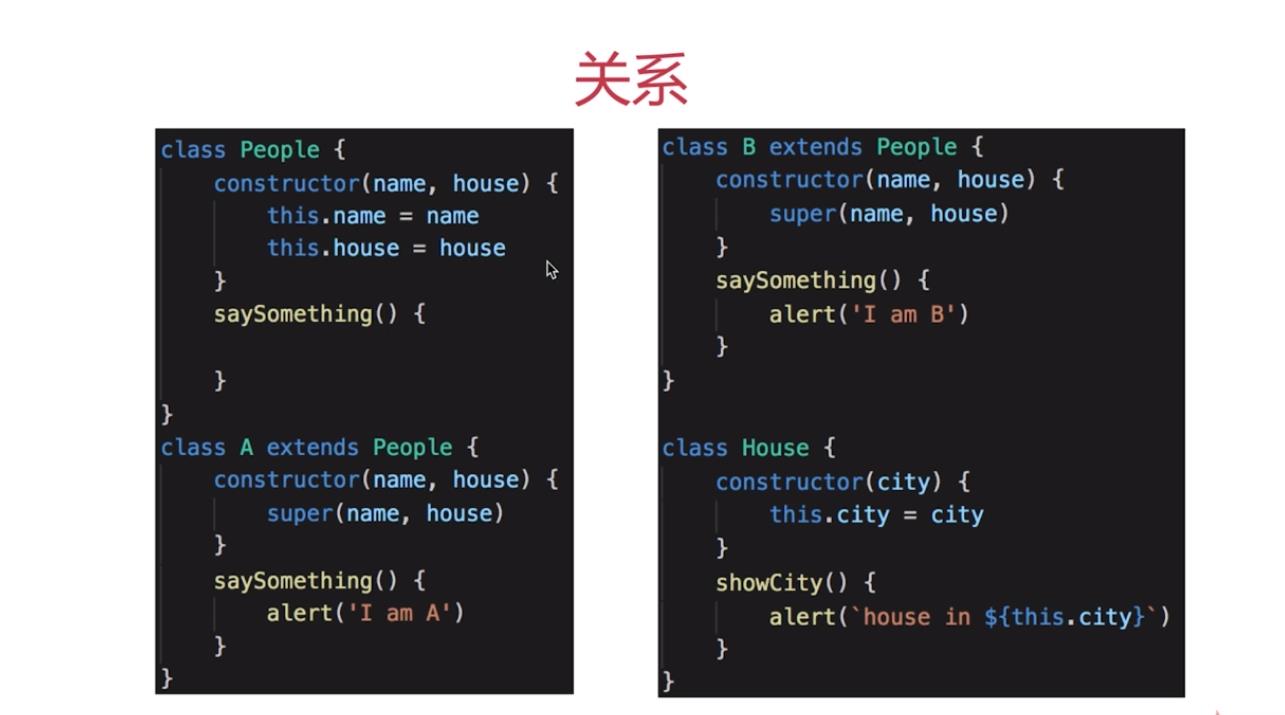 关系
class People {
    constructor(name, house) {
        this.name = name
        this.house = house
    }
    saySomething() {

    }
}
class A extends People {
    constructor(name, house) {
        super(name, house)
    }
    saySomething() {
        alert('I am A')
    }
}
class B extends People {
    constructor(name, house) {
        super(name, house)
    }
    saySomething() {
        alert('I am B')
    }
}

class House {
    constructor(city) {
        this.city = city
    }
    showCity() {
        alert(`house in ${this.city}`)
    }
}